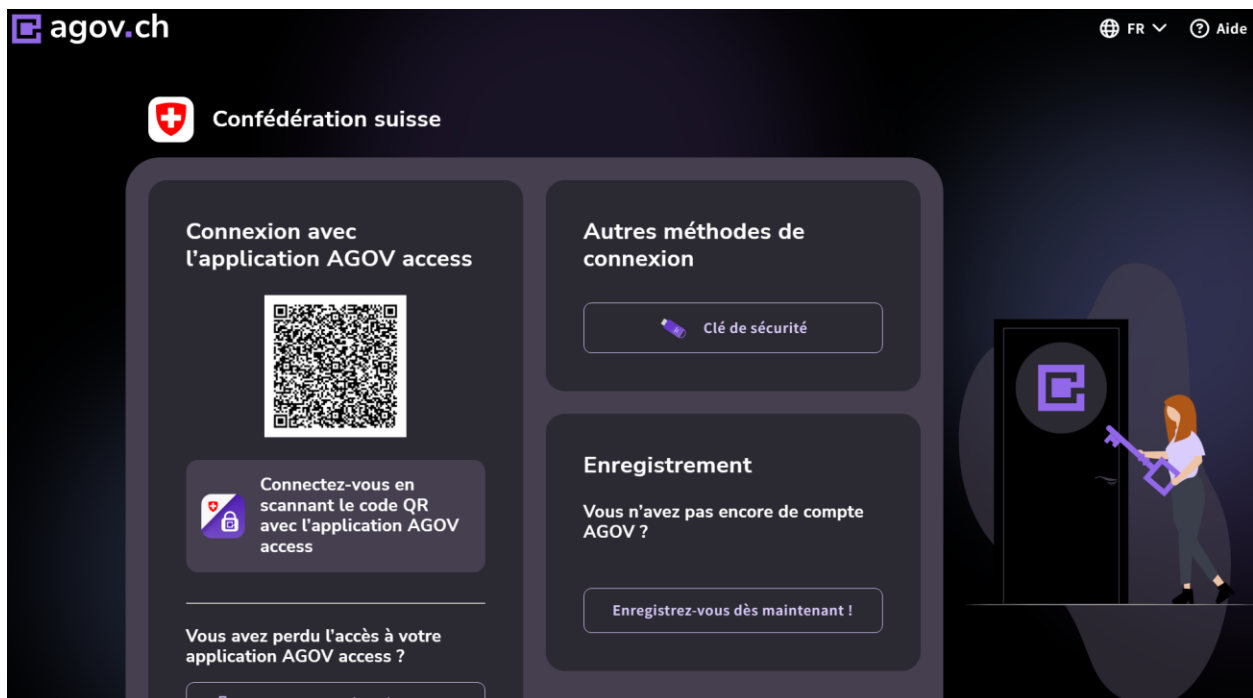 agov.ch
FR
Aide
Confédération suisse
Connexion avec
l’application AGOV access
Connectez-vous en
scannant le code QR
avec l’application AGOV
access
Vous avez perdu l’accès à votre
application AGOV access ?
Autres méthodes de
connexion
Clé de sécurité
Enregistrement
Vous n’avez pas encore de compte
AGOV ?
Enregistrez-vous dès maintenant !